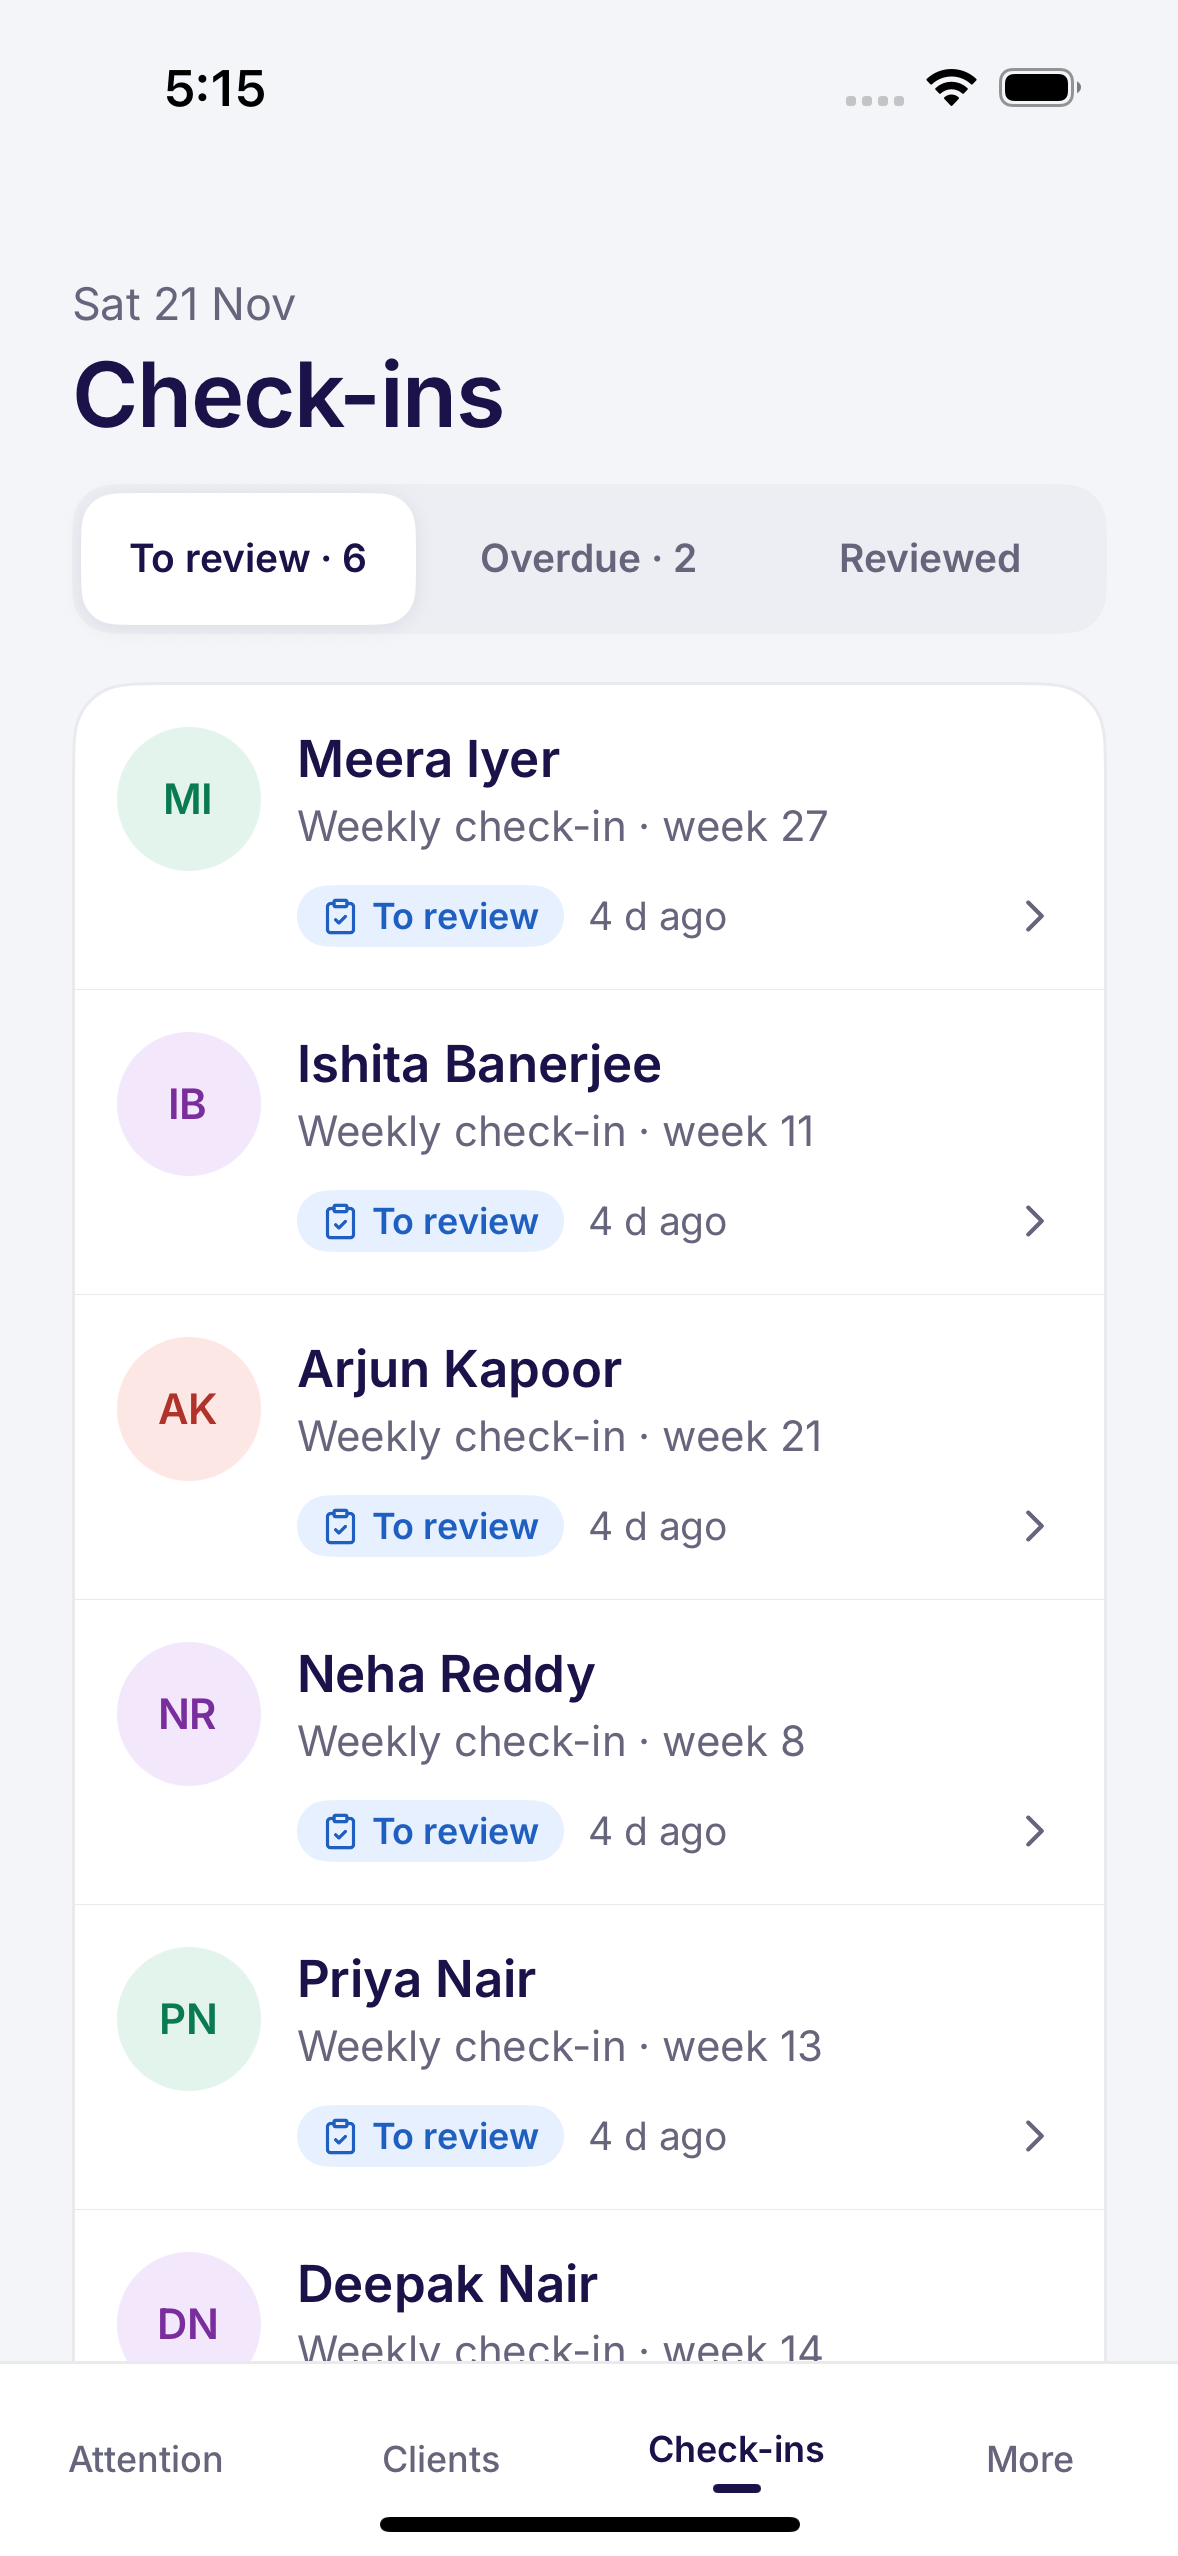 5:15
Sat 21 Nov
Check-ins
To review · 6
Overdue · 2
Reviewed
MI
Meera Iyer
Weekly check-in · week 27
To review
4 d ago
IB
Ishita Banerjee
Weekly check-in · week 11
To review
4 d ago
AK
Arjun Kapoor
Weekly check-in · week 21
To review
4 d ago
NR
Neha Reddy
Weekly check-in · week 8
To review
4 d ago
PN
Priya Nair
Weekly check-in · week 13
To review
4 d ago
DN
Deepak Nair
Weekly check-in · week 14
Attention
Clients
Check-ins
More